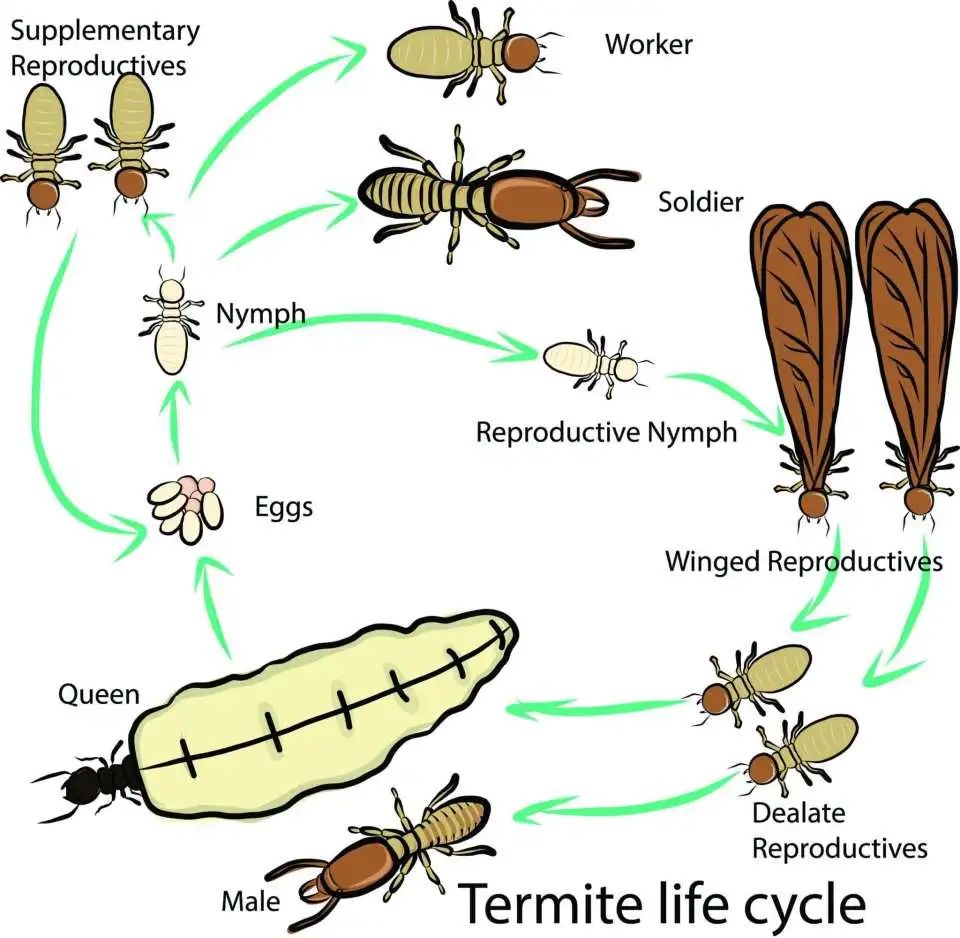 Supplementary
Reproductives
Worker
Soldier
Nymph
Reproductive Nymph
Eggs
Winged Reproductives
Queen
Dealate
Reproductives
Male
Termite life cycle